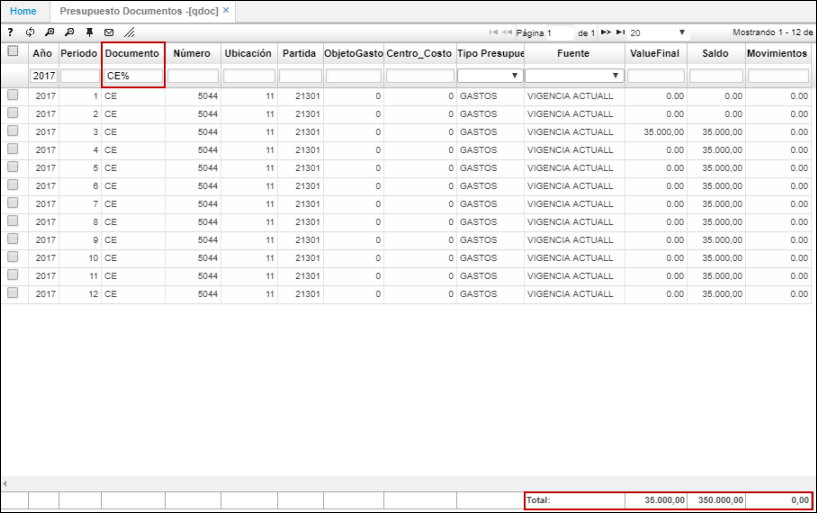 Home Presupuesto Documentos -[qdoc] ×
? Página 1 de 1 20 Mostrando 1 - 12 de
Año Periodo Documento Número Ubicación Partida ObjetoGasto Centro_Costo Tipo Presupue Fuente ValueFinal Saldo Movimientos
2017 CE%
2017 1 CE 5044 11 21301 0 0 GASTOS VIGENCIA ACTUALL 0.00 0.00 0.00
2017 2 CE 5044 11 21301 0 0 GASTOS VIGENCIA ACTUALL 0.00 0.00 0.00
2017 3 CE 5044 11 21301 0 0 GASTOS VIGENCIA ACTUALL 35.000,00 35.000,00 0.00
2017 4 CE 5044 11 21301 0 0 GASTOS VIGENCIA ACTUALL 0.00 35.000,00 0.00
2017 5 CE 5044 11 21301 0 0 GASTOS VIGENCIA ACTUALL 0.00 35.000,00 0.00
2017 6 CE 5044 11 21301 0 0 GASTOS VIGENCIA ACTUALL 0.00 35.000,00 0.00
2017 7 CE 5044 11 21301 0 0 GASTOS VIGENCIA ACTUALL 0.00 35.000,00 0.00
2017 8 CE 5044 11 21301 0 0 GASTOS VIGENCIA ACTUALL 0.00 35.000,00 0.00
2017 9 CE 5044 11 21301 0 0 GASTOS VIGENCIA ACTUALL 0.00 35.000,00 0.00
2017 10 CE 5044 11 21301 0 0 GASTOS VIGENCIA ACTUALL 0.00 35.000,00 0.00
2017 11 CE 5044 11 21301 0 0 GASTOS VIGENCIA ACTUALL 0.00 35.000,00 0.00
2017 12 CE 5044 11 21301 0 0 GASTOS VIGENCIA ACTUALL 0.00 35.000,00 0.00
Total: 35.000,00 350.000,00 0,00